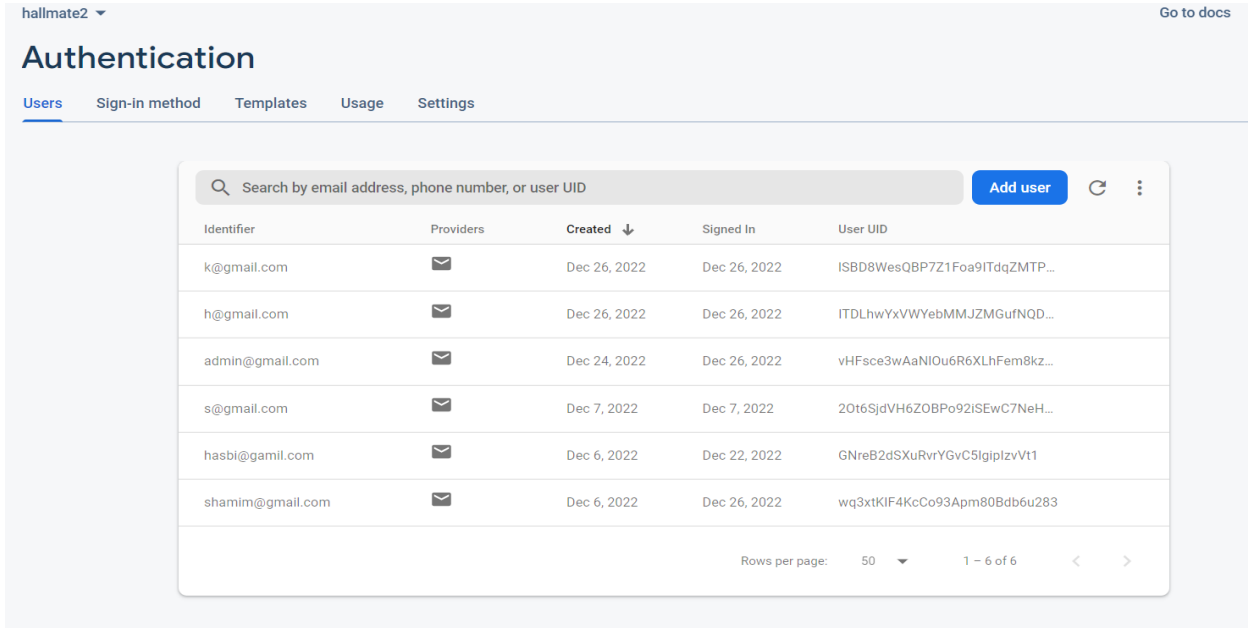 hallmate2 Go to docs
Authentication
Users Sign-in method Templates Usage Settings
Search by email address, phone number, or user UID Add user
Identifier Providers Created Signed In User UID
k@gmail.com Dec 26, 2022 Dec 26, 2022 lSBD8WesQBP7Z1Foa9ITdqZMTP...
h@gmail.com Dec 26, 2022 Dec 26, 2022 ITDLhwYxVWYebMMJZMGufNQD...
admin@gmail.com Dec 24, 2022 Dec 26, 2022 vHFsce3wAaNIOu6R6XLhFem8kz...
s@gmail.com Dec 7, 2022 Dec 7, 2022 2Ot6SjdVH6ZOBPo92iSEwC7NeH...
hasbi@gamil.com Dec 6, 2022 Dec 22, 2022 GNreB2dSXuRvrYGvC5IgipIzvVt1
shamim@gmail.com Dec 6, 2022 Dec 26, 2022 wq3xtKIF4KcCo93Apm80Bdb6u283
Rows per page: 50 1 – 6 of 6